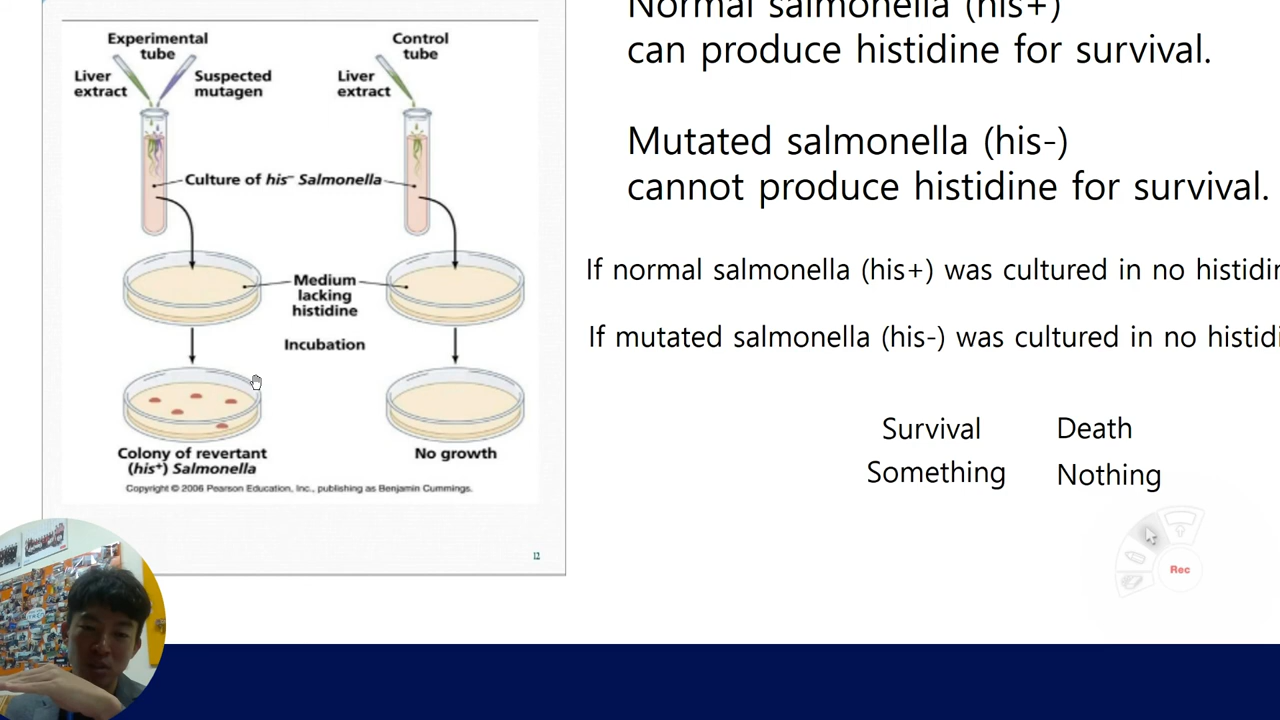 Experimental
tube
Control
tube
Liver
extract
Suspected
mutagen
Liver
extract
Culture of his⁻ Salmonella
Medium
lacking
histidine
Incubation
Colony of revertant
(his⁺) Salmonella
No growth
Copyright © 2006 Pearson Education, Inc., publishing as Benjamin Cummings.
12
Normal salmonella (his+)
can produce histidine for survival.
Mutated salmonella (his-)
cannot produce histidine for survival.
If normal salmonella (his+) was cultured in no
If mutated salmonella (his-) was cultured in no
Survival
Death
Something
Nothing
Rec